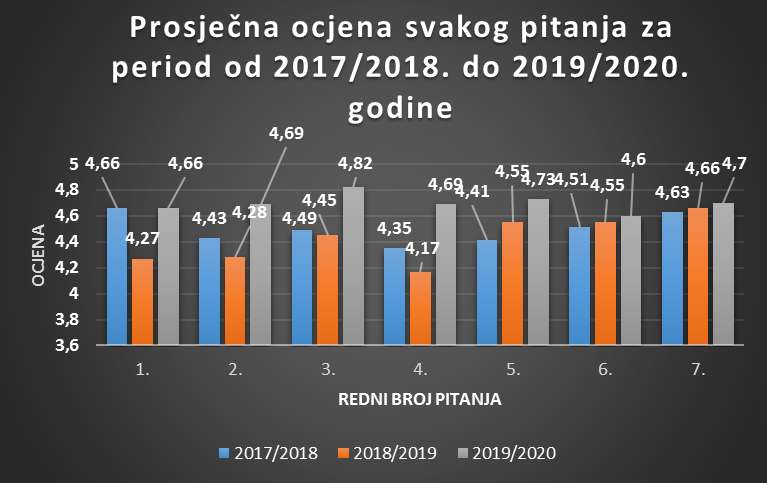 Prosječna ocjena svakog pitanja za
period od 2017/2018. do 2019/2020.
godine
4,66 4,27 4,66
4,43 4,28 4,69
4,49 4,45 4,82
4,35 4,17 4,69
4,41 4,55 4,73
4,51 4,55 4,6
4,63 4,66 4,7
5
4,8
4,6
4,4
4,2
4
3,8
3,6
OCJENA
1. 2. 3. 4. 5. 6. 7.
REDNI BROJ PITANJA
2017/2018 2018/2019 2019/2020